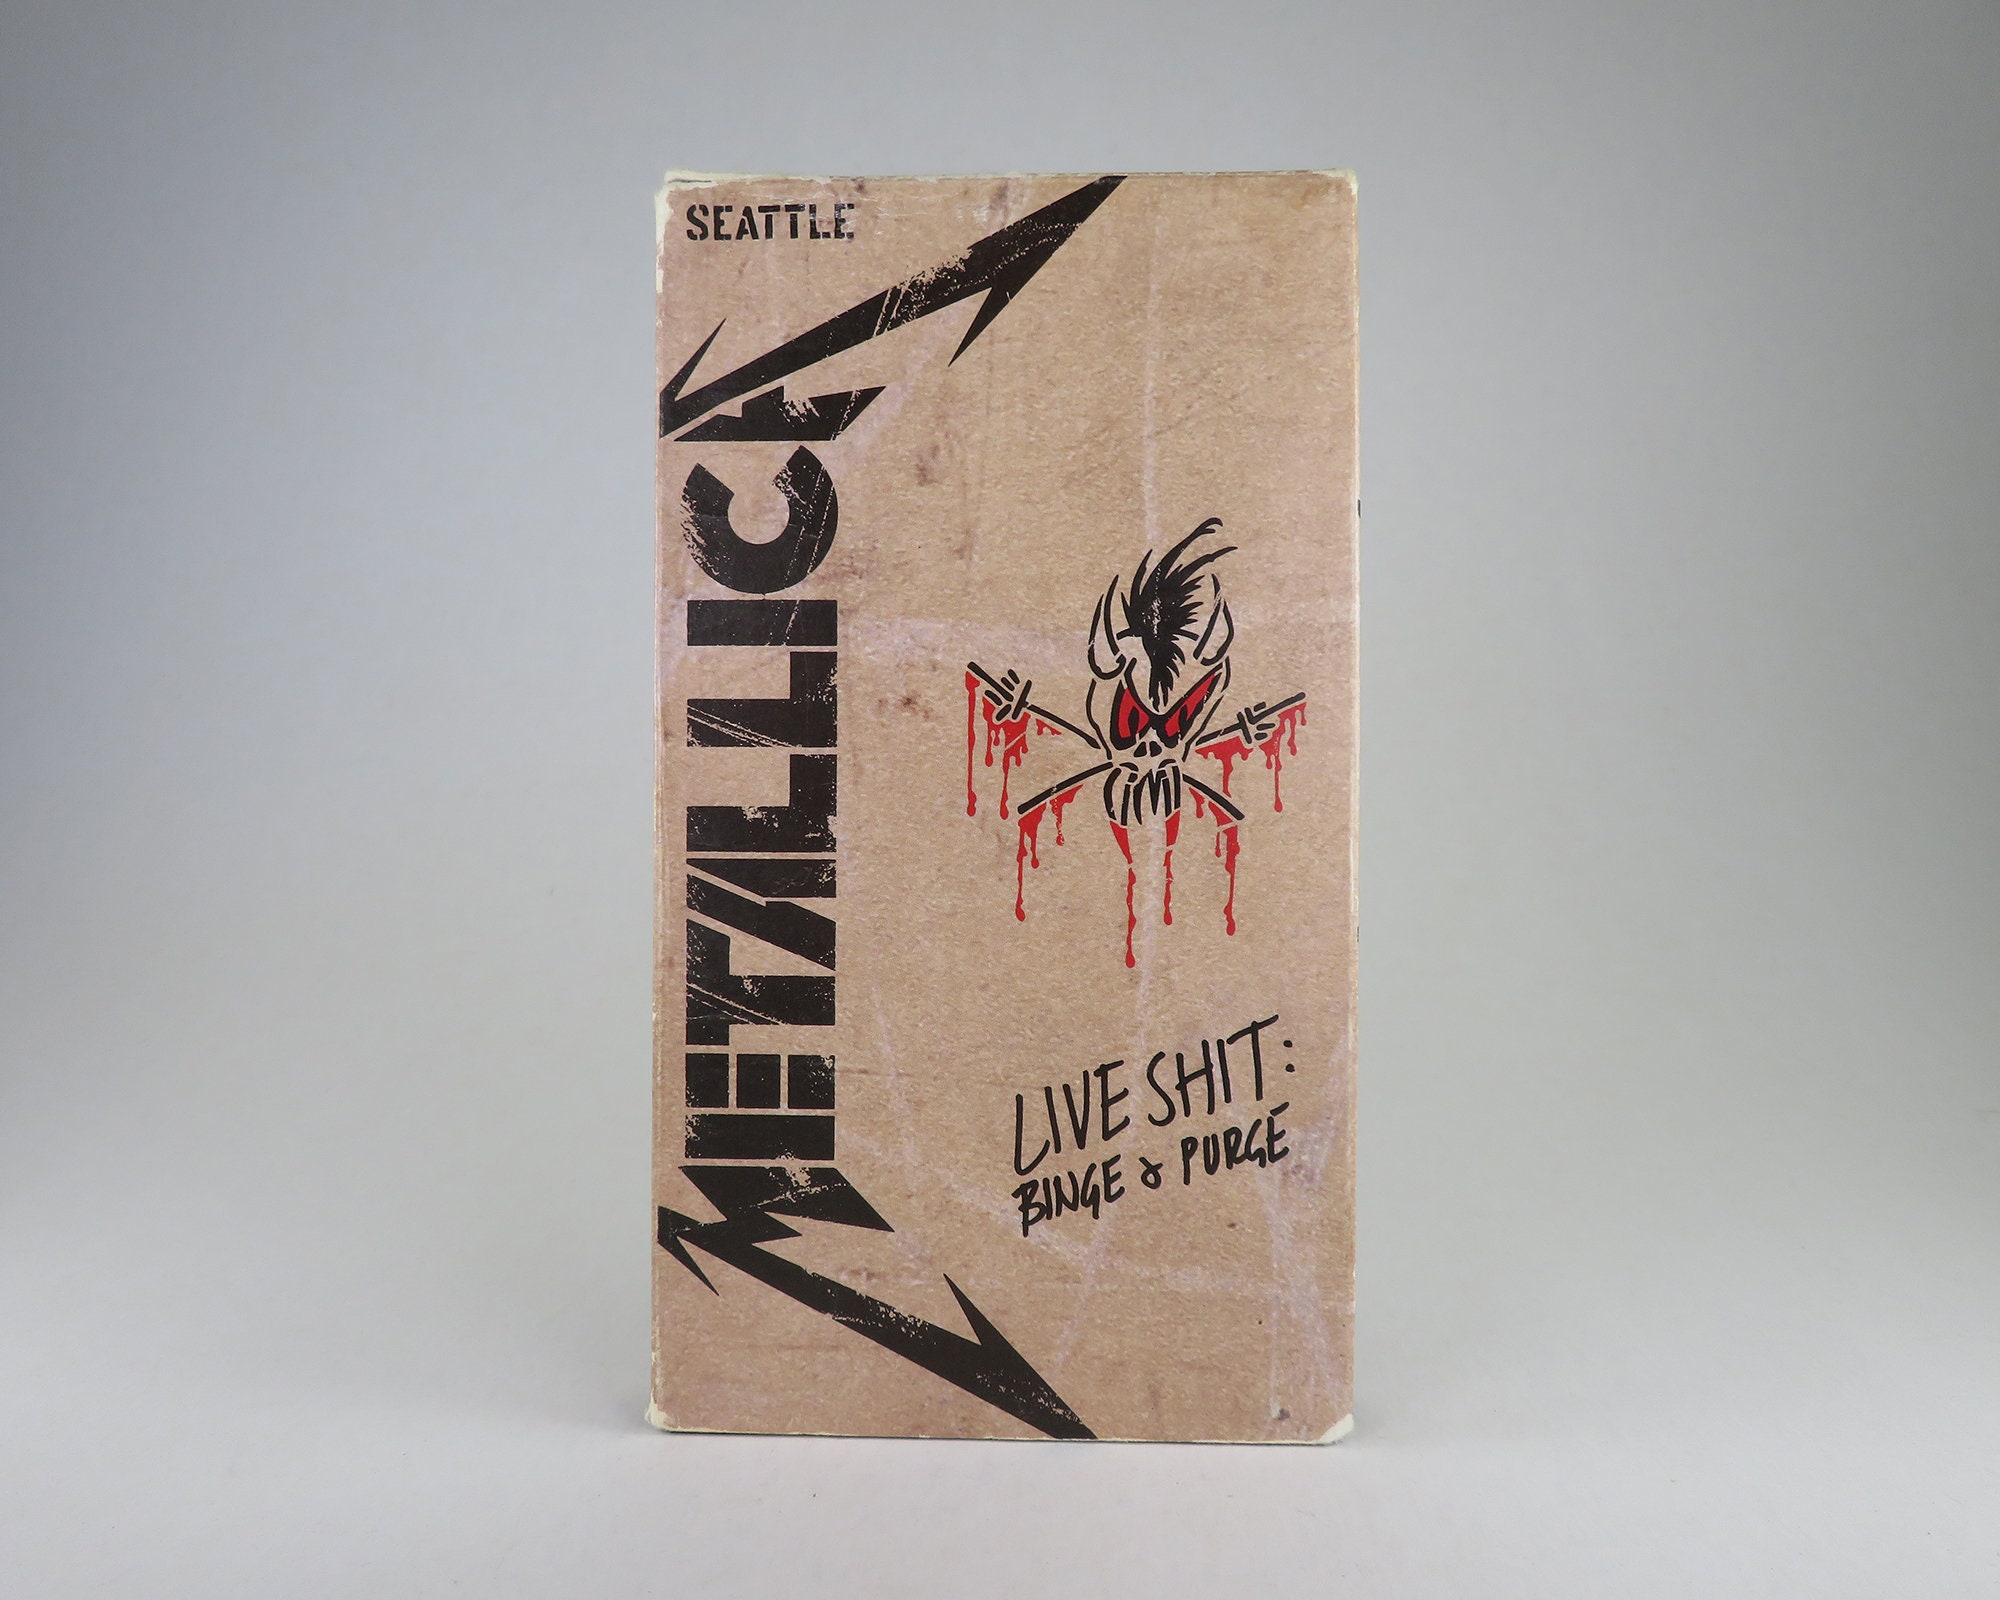 SEATTLE
METALLICA
LIVE SHIT:
BINGE & PURGE